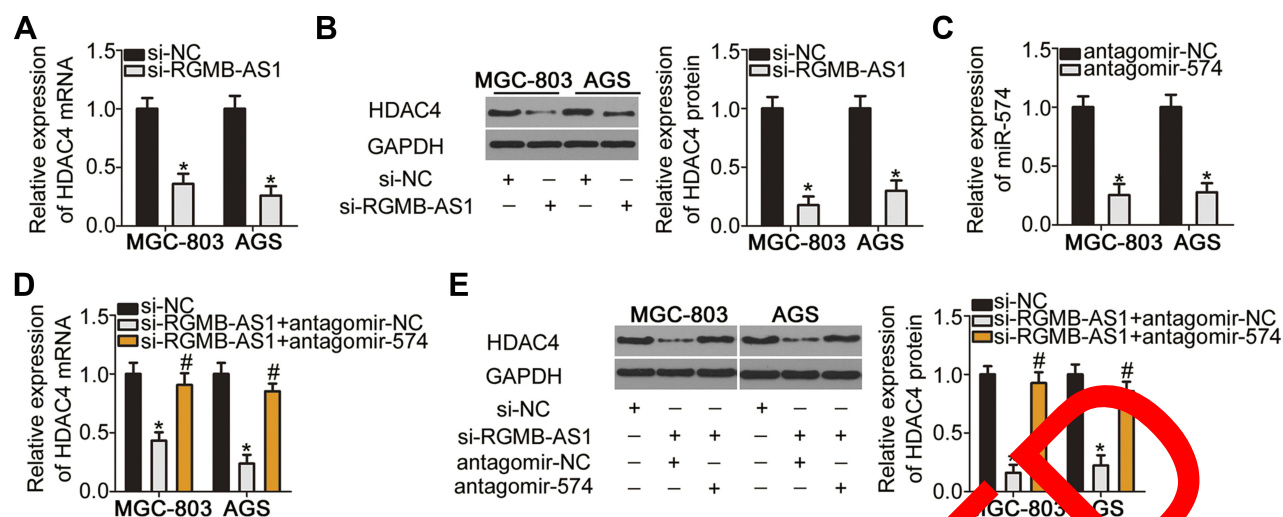 A
Relative expression
of HDAC4 mRNA
1.5
1.0
0.5
0.0
si-NC
si-RGMB-AS1
*
*
MGC-803 AGS
B
MGC-803 AGS
HDAC4
GAPDH
si-NC + − + −
si-RGMB-AS1 − + − +
Relative expression
of HDAC4 protein
1.5
1.0
0.5
0.0
si-NC
si-RGMB-AS1
*
*
MGC-803 AGS
C
Relative expression
of miR-574
1.5
1.0
0.5
0.0
antagomir-NC
antagomir-574
*
*
MGC-803 AGS
D
Relative expression
of HDAC4 mRNA
1.5
1.0
0.5
0.0
si-NC
si-RGMB-AS1+antagomir-NC
si-RGMB-AS1+antagomir-574
*
#
*
#
MGC-803 AGS
E
MGC-803 AGS
HDAC4
GAPDH
si-NC + − − + − −
si-RGMB-AS1 − + + − + +
antagomir-NC − + − − + −
antagomir-574 − − + − − +
Relative expression
of HDAC4 protein
1.5
1.0
0.5
0.0
si-NC
si-RGMB-AS1+antagomir-NC
si-RGMB-AS1+antagomir-574
#
*
#